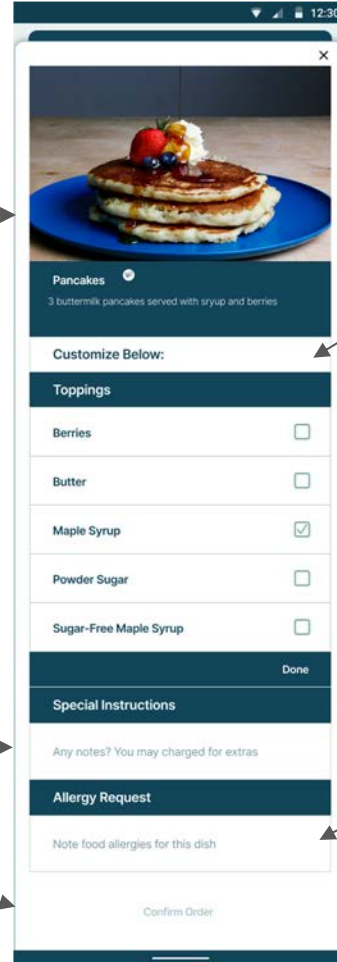 12:30
Pancakes
3 buttermilk pancakes served with sryup and berries
Customize Below:
Toppings
Berries
Butter
Maple Syrup
Powder Sugar
Sugar-Free Maple Syrup
Done
Special Instructions
Any notes? You may charged for extras
Allergy Request
Note food allergies for this dish
Confirm Order